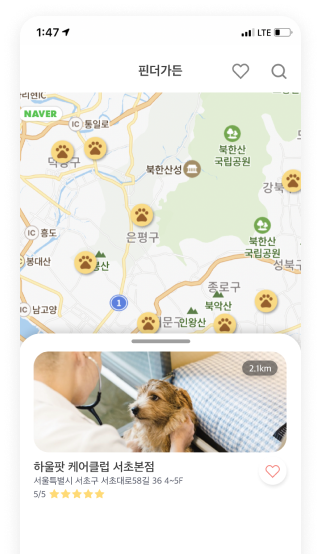 1:47 LTE
핀더가든
NAVER
IC 통일로
덕양구
북한산
국립공원
북한산성
강북
은평구
IC 흥도
북한산
국립공원
봉대산
봉산
성북구
종로구
1
IC 남고양
북악산
인왕산
2.1km
하울팟 케어클럽 서초본점
서울특별시 서초구 서초대로58길 36 4~5F
5/5